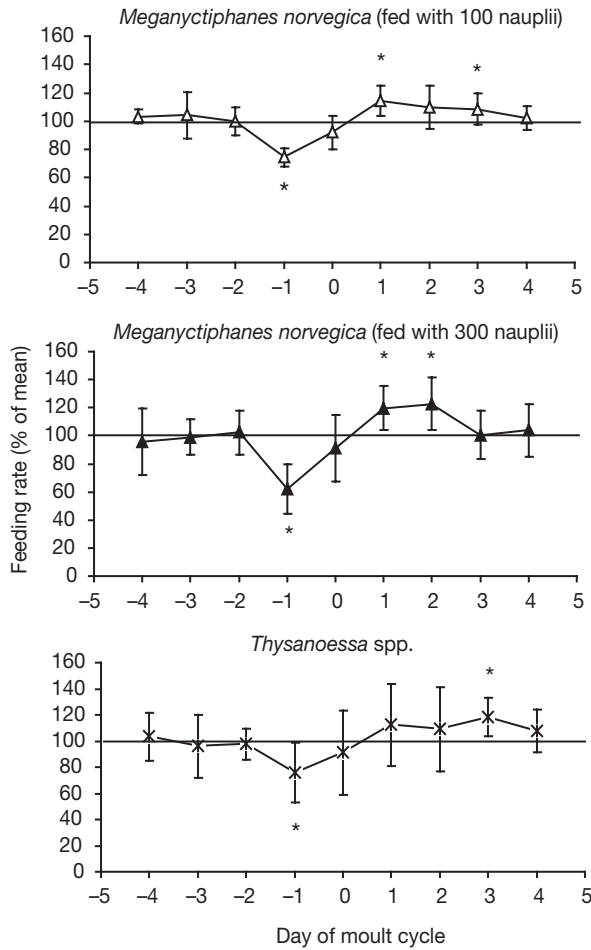 Meganyctiphanes norvegica (fed with 100 nauplii)
160
140
120
100
80
60
40
20
0
* * *
–5 –4 –3 –2 –1 0 1 2 3 4 5
Meganyctiphanes norvegica (fed with 300 nauplii)
Feeding rate (% of mean)
160
140
120
100
80
60
40
20
0
* * *
–5 –4 –3 –2 –1 0 1 2 3 4 5
Thysanoessa spp.
160
140
120
100
80
60
40
20
0
* *
–5 –4 –3 –2 –1 0 1 2 3 4 5
Day of moult cycle